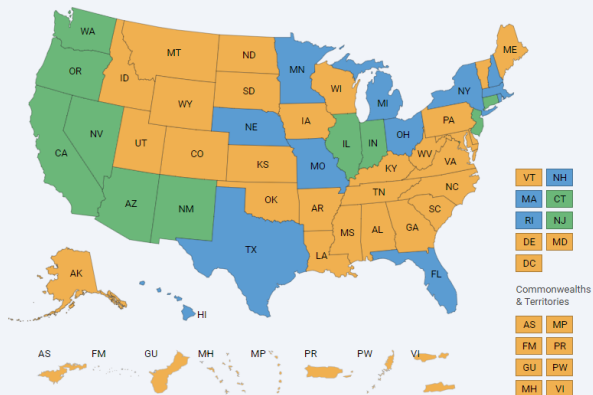 WA
ME
MT
ND
OR
MN
ID
SD
WI
NY
MI
WY
IA
PA
NE
NV
IL
IN
OH
UT
CO
WV
CA
KS
MO
KY
VA
VT NH
TN
NC
OK
AZ
NM
AR
SC
MA CT
MS
AL
GA
RI NJ
TX
LA
DE MD
DC
AK
FL
HI
Commonwealths
& Territories
AS MP
FM PR
GU PW
MH VI
AS FM GU MH MP PR PW VI